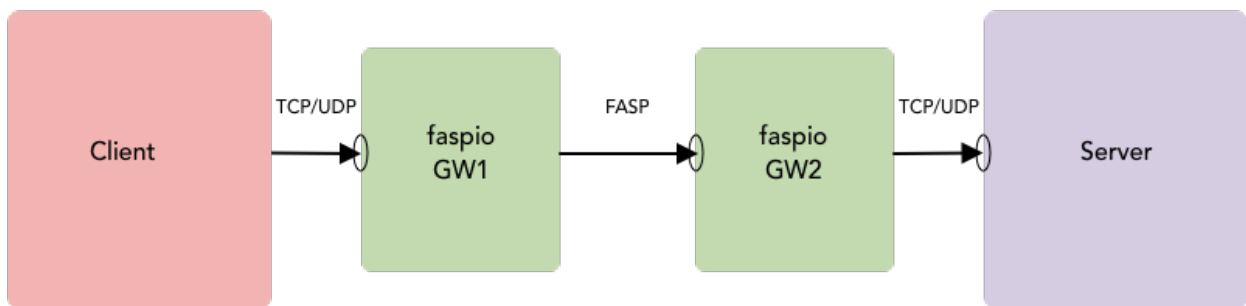 TCP/UDP
FASP
TCP/UDP
Client
faspio
GW1
faspio
GW2
Server